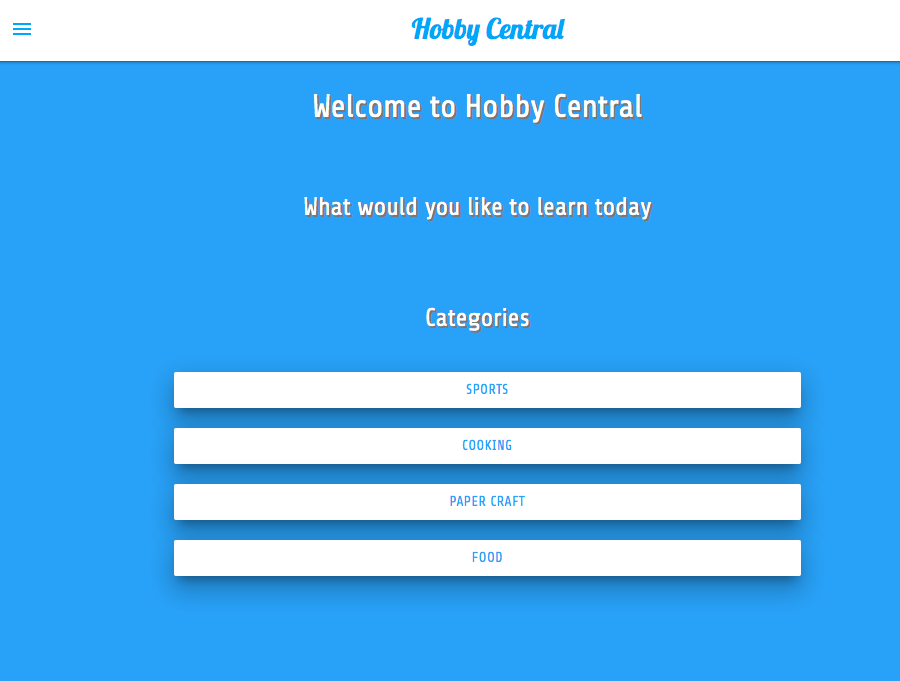 Hobby Central
Welcome to Hobby Central
What would you like to learn today
Categories
SPORTS
COOKING
PAPER CRAFT
FOOD